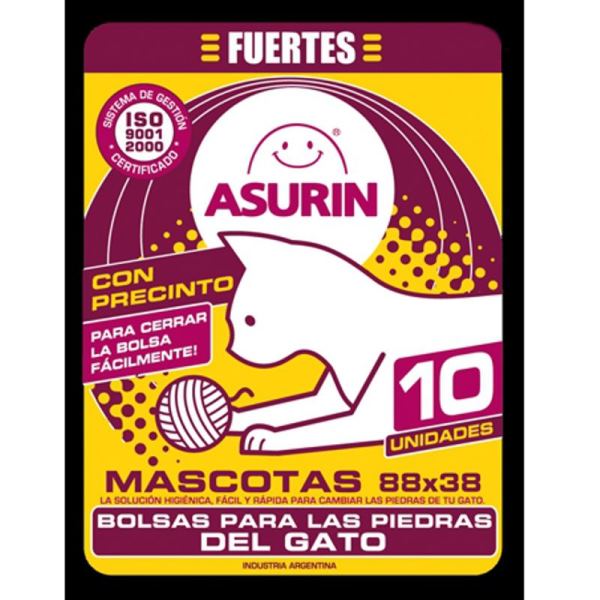 FUERTES
SISTEMA DE GESTIÓN
ISO
9001
2000
CERTIFICADO
®
ASURIN
CON
PRECINTO
PARA CERRAR
LA BOLSA
FÁCILMENTE!
10
UNIDADES
MASCOTAS 88x38
LA SOLUCIÓN HIGIÉNICA, FÁCIL Y RÁPIDA PARA CAMBIAR LAS PIEDRAS DE TU GATO.
BOLSAS PARA LAS PIEDRAS
DEL GATO
INDUSTRIA ARGENTINA